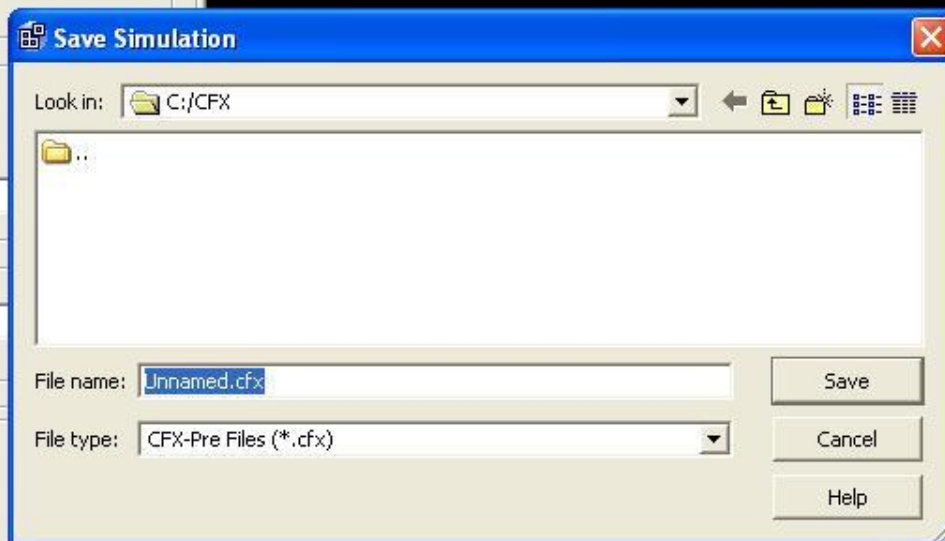 Save Simulation
Look in: C:/CFX
..
File name: Unnamed.cfx Save
File type: CFX-Pre Files (*.cfx) Cancel
Help